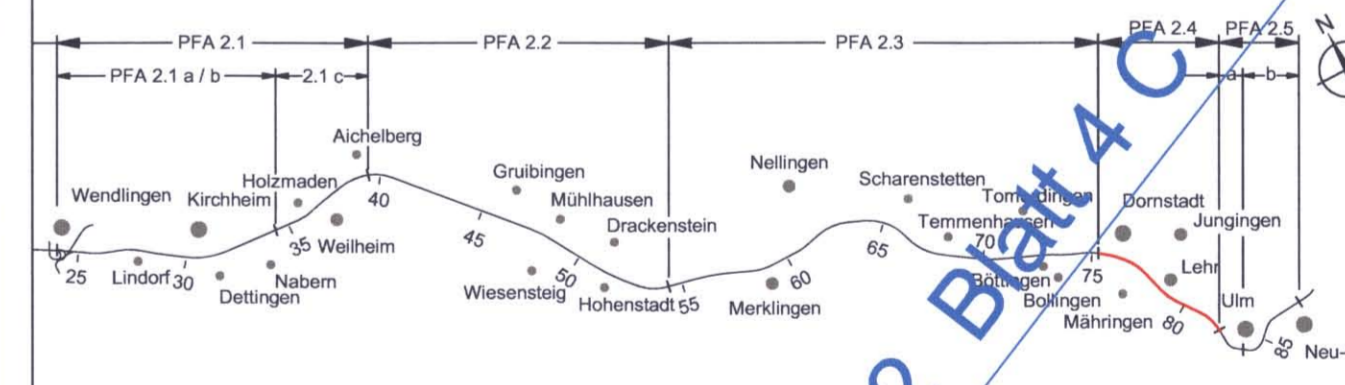 PFA 2.1
PFA 2.2
PFA 2.3
PFA 2.4
PFA 2.5
PFA 2.1 a / b
2.1 c
a
b
N
Aichelberg
Wendlingen
Kirchheim
Holzmaden
Weilheim
Lindorf
Dettingen
Nabern
Gruibingen
Mühlhausen
Drackenstein
Wiesensteig
Hohenstadt
Nellingen
Merklingen
Scharenstetten
Temmenhausen
Tomerdingen
Böttingen
Bollingen
Mähringen
Dornstadt
Jungingen
Lehr
Ulm
Neu-
25
30
35
40
45
50
55
60
65
70
75
80
85
Blatt 4 C